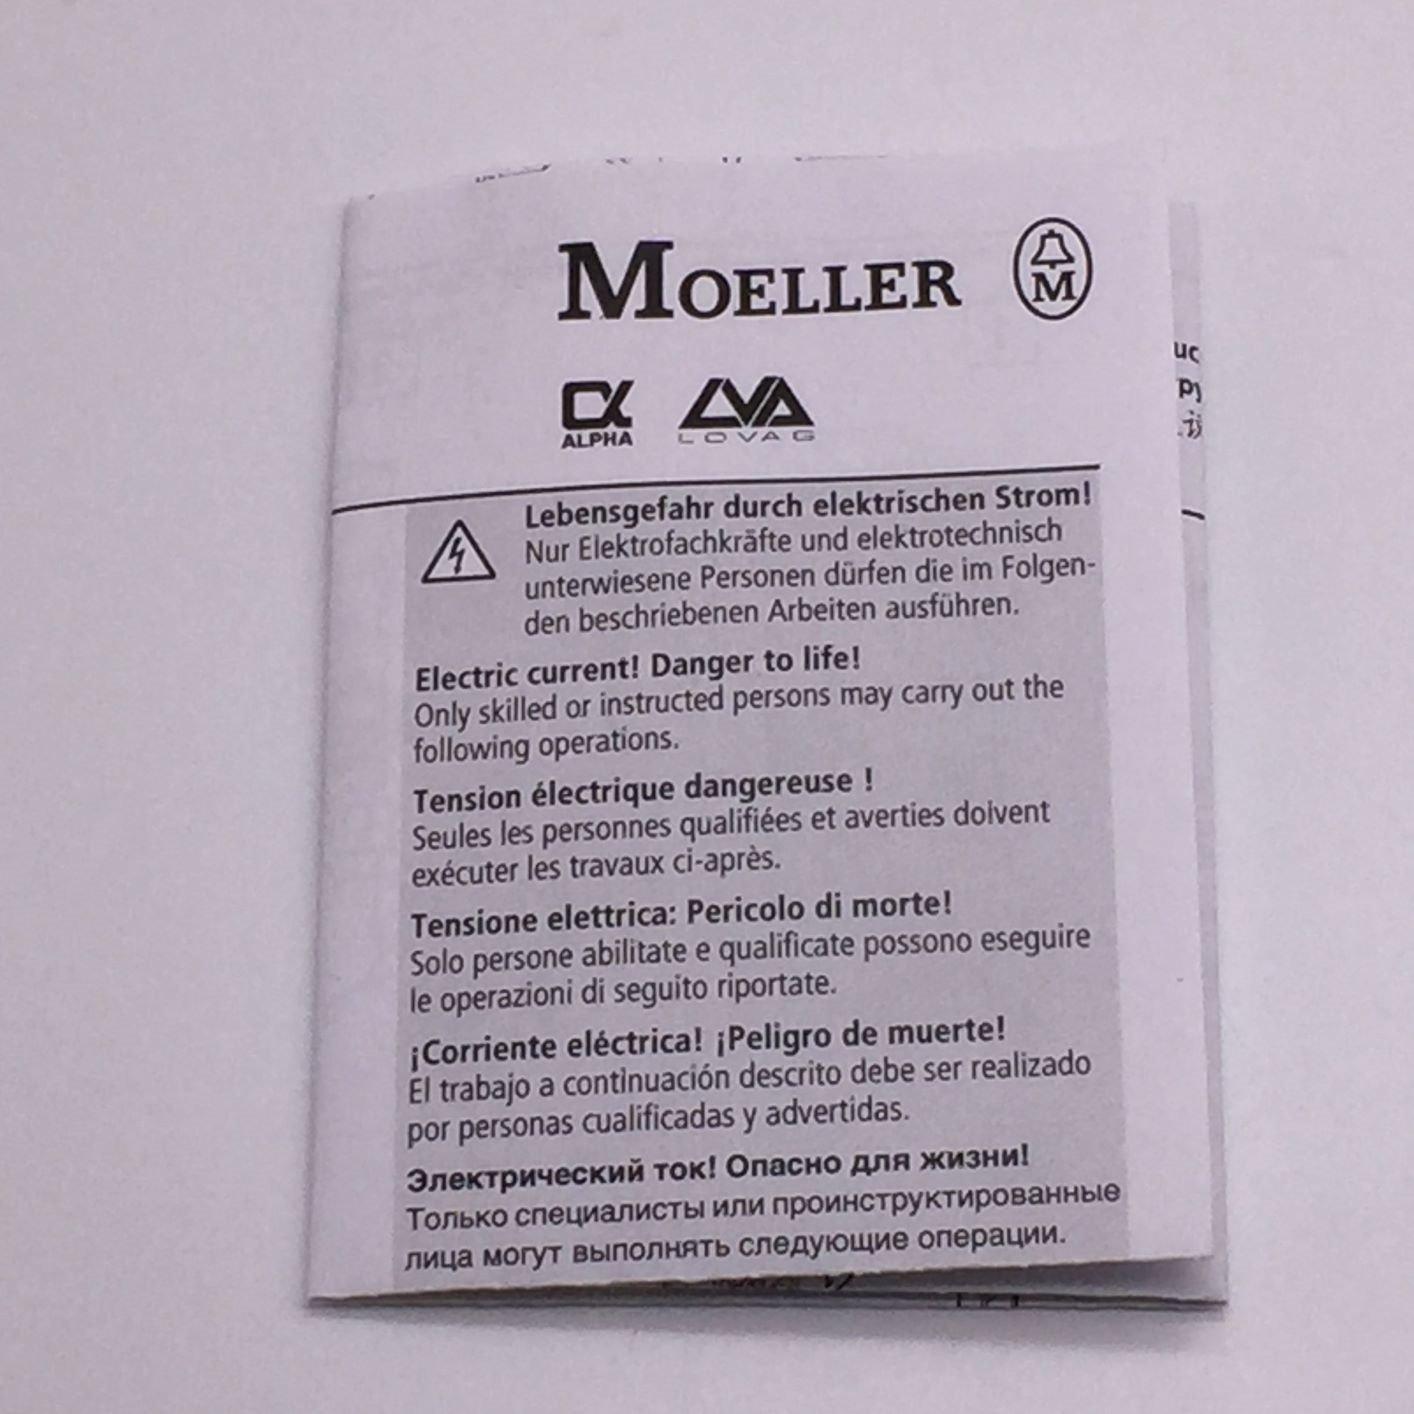 MOELLER
M
ALPHA
LOVAG
Lebensgefahr durch elektrischen Strom!
Nur Elektrofachkräfte und elektrotechnisch
unterwiesene Personen dürfen die im Folgen-
den beschriebenen Arbeiten ausführen.
Electric current! Danger to life!
Only skilled or instructed persons may carry out the
following operations.
Tension électrique dangereuse !
Seules les personnes qualifiées et averties doivent
exécuter les travaux ci-après.
Tensione elettrica: Pericolo di morte!
Solo persone abilitate e qualificate possono eseguire
le operazioni di seguito riportate.
¡Corriente eléctrica! ¡Peligro de muerte!
El trabajo a continuación descrito debe ser realizado
por personas cualificadas y advertidas.
Электрический ток! Опасно для жизни!
Только специалисты или проинструктированные
лица могут выполнять следующие операции.